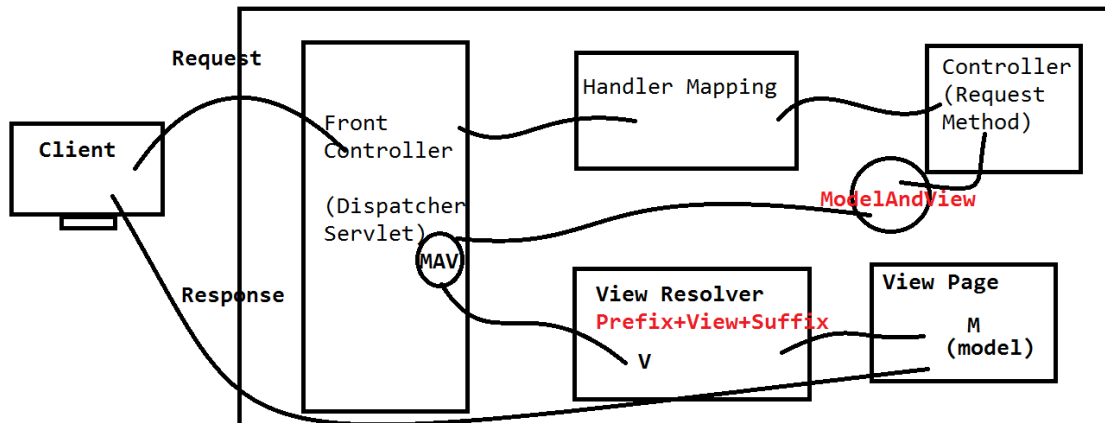 Request
Client
Front
Controller
(Dispatcher
Servlet)
MAV
Handler Mapping
Controller
(Request
Method)
ModelAndView
Response
View Resolver
Prefix+View+Suffix
V
View Page
M
(model)